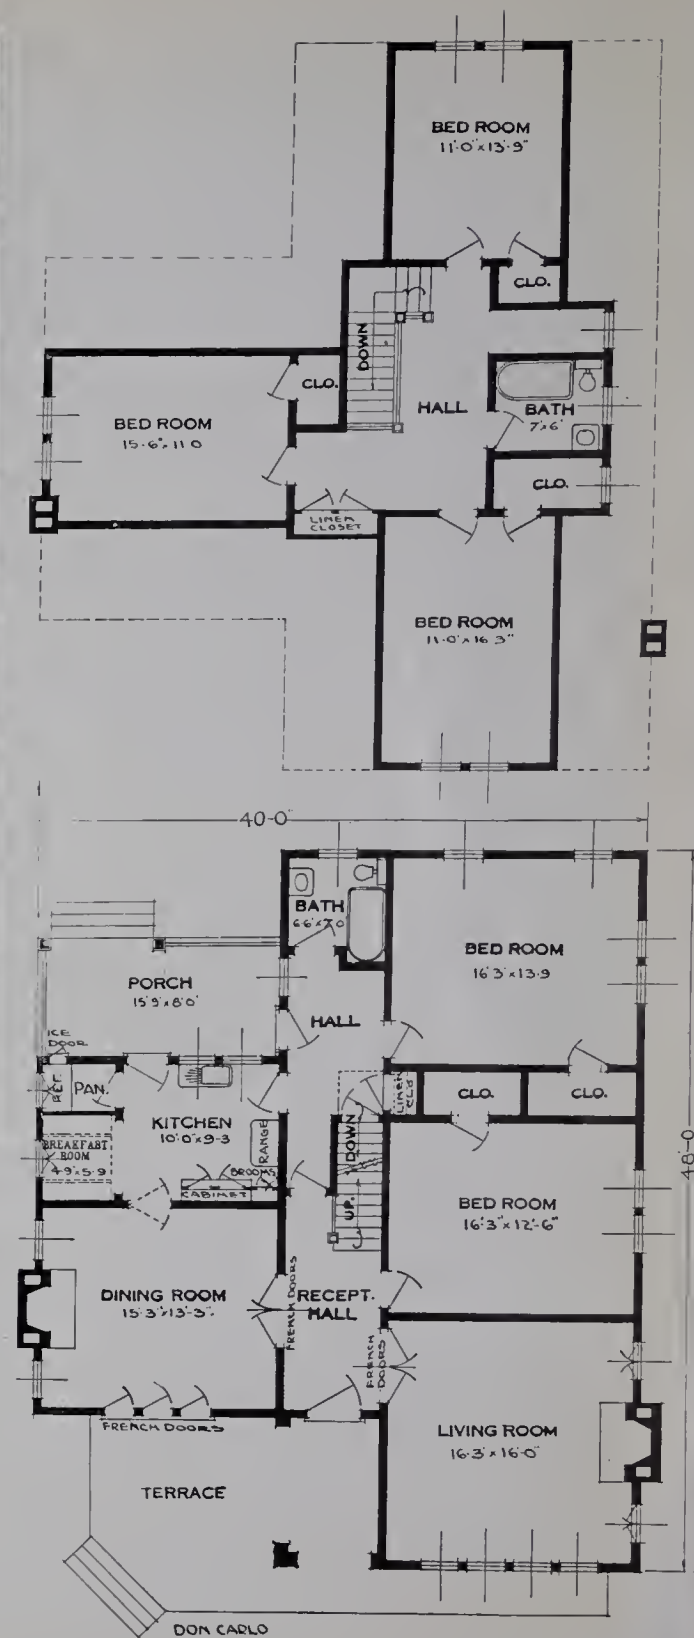 BED ROOM
11'-0"x13'-9"
CLO.
DOWN
CLO.
HALL
BATH
7'x6'
BED ROOM
15'-6"x11'0
CLO.
LINEN
CLOSET
BED ROOM
11'-0"x16'3"
40'-0"
BATH
6'6"x7'0"
BED ROOM
16'3"x13'9
PORCH
15'9"x8'0"
HALL
ICE
DOOR
REF.
PAN.
LINEN
CLO
CLO.
CLO.
KITCHEN
10'0"x9'-3
RANGE
DOWN
BREAKFAST
ROOM
4'9"x5'-9
BROOMS
CABINET
UP.
48'-0
BED ROOM
16'3"x12'-6"
DINING ROOM
15'3"x13'-3"
FRENCH DOORS
RECEPT.
HALL
FRENCH
DOORS
FRENCH DOORS
LIVING ROOM
16'-3"x16'-0"
TERRACE
DON CARLO